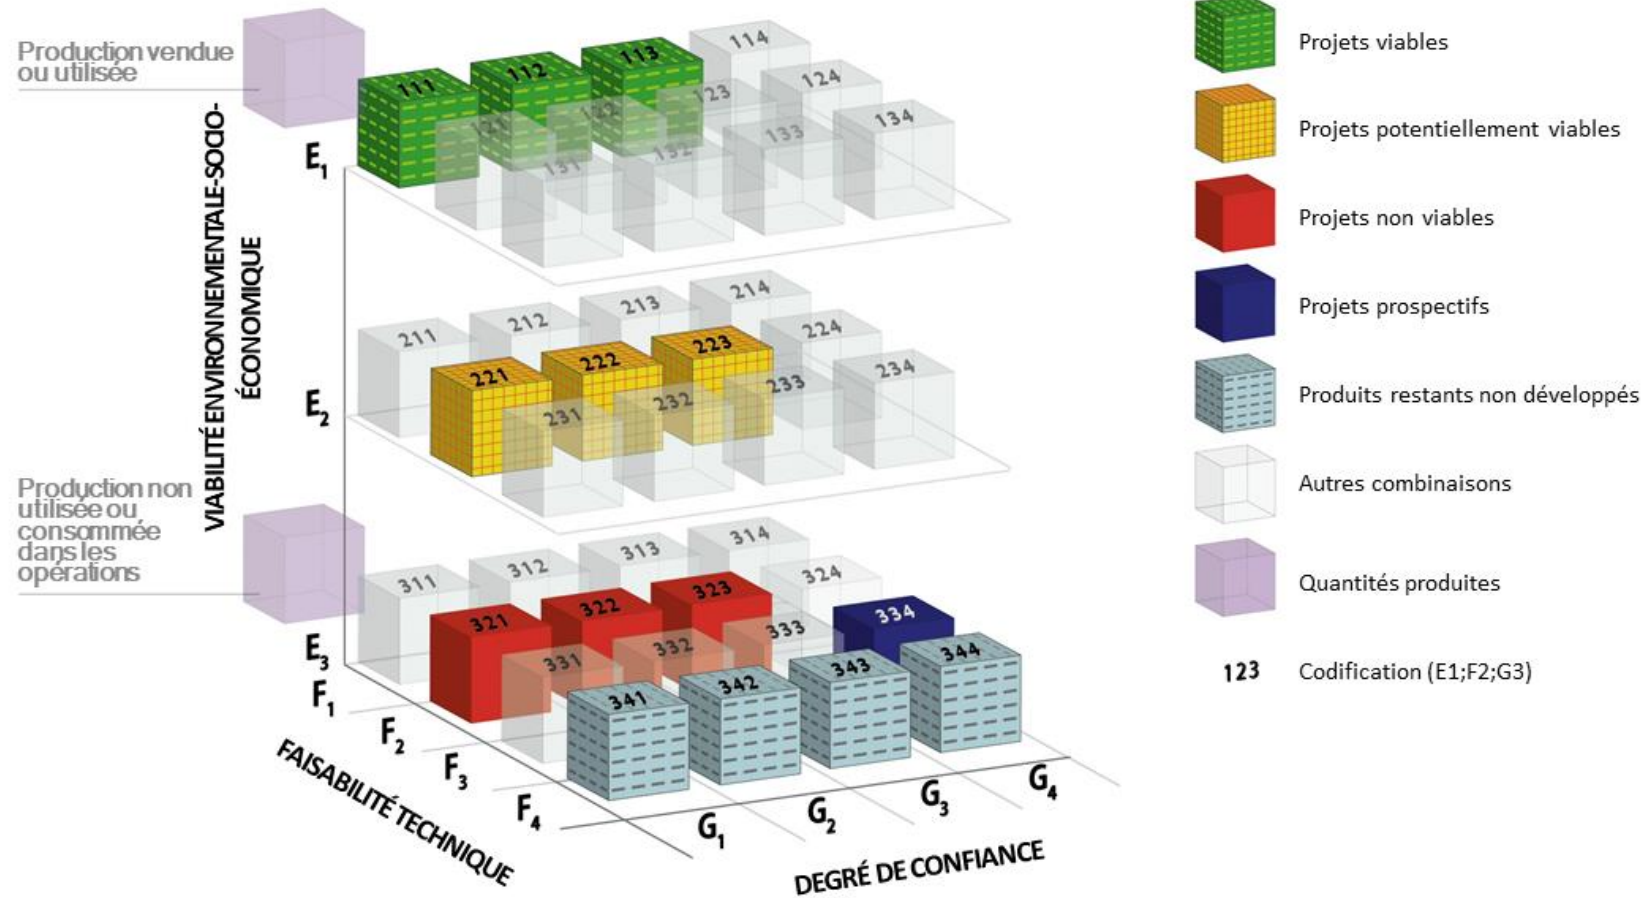 Production vendue
ou utilisée
VIABILITÉ ENVIRONNEMENTALE-SOCIO-
ÉCONOMIQUE
E1
111
112
113
114
121
122
123
124
131
132
133
134
E2
211
212
213
214
221
222
223
224
231
232
233
234
Production non
utilisée ou
consommée
dans les
opérations
E3
311
312
313
314
321
322
323
324
331
332
333
334
341
342
343
344
F1
F2
F3
F4
FAISABILITÉ TECHNIQUE
G1
G2
G3
G4
DEGRÉ DE CONFIANCE
Projets viables
Projets potentiellement viables
Projets non viables
Projets prospectifs
Produits restants non développés
Autres combinaisons
Quantités produites
123 Codification (E1;F2;G3)